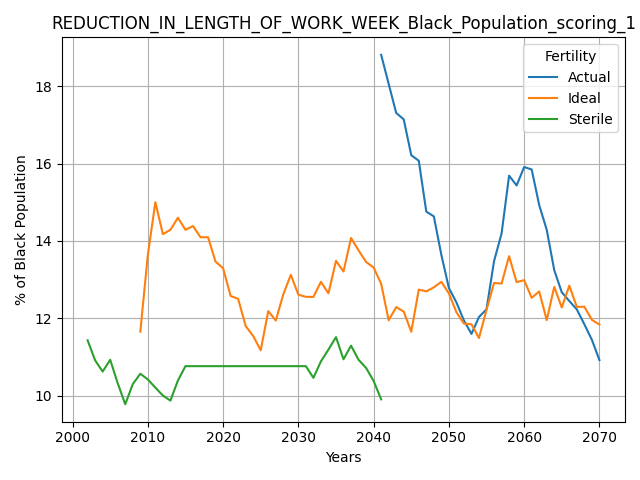 REDUCTION_IN_LENGTH_OF_WORK_WEEK_Black_Population_scoring_1
Fertility
Actual
Ideal
Sterile
% of Black Population
18
16
14
12
10
2000 2010 2020 2030 2040 2050 2060 2070
Years